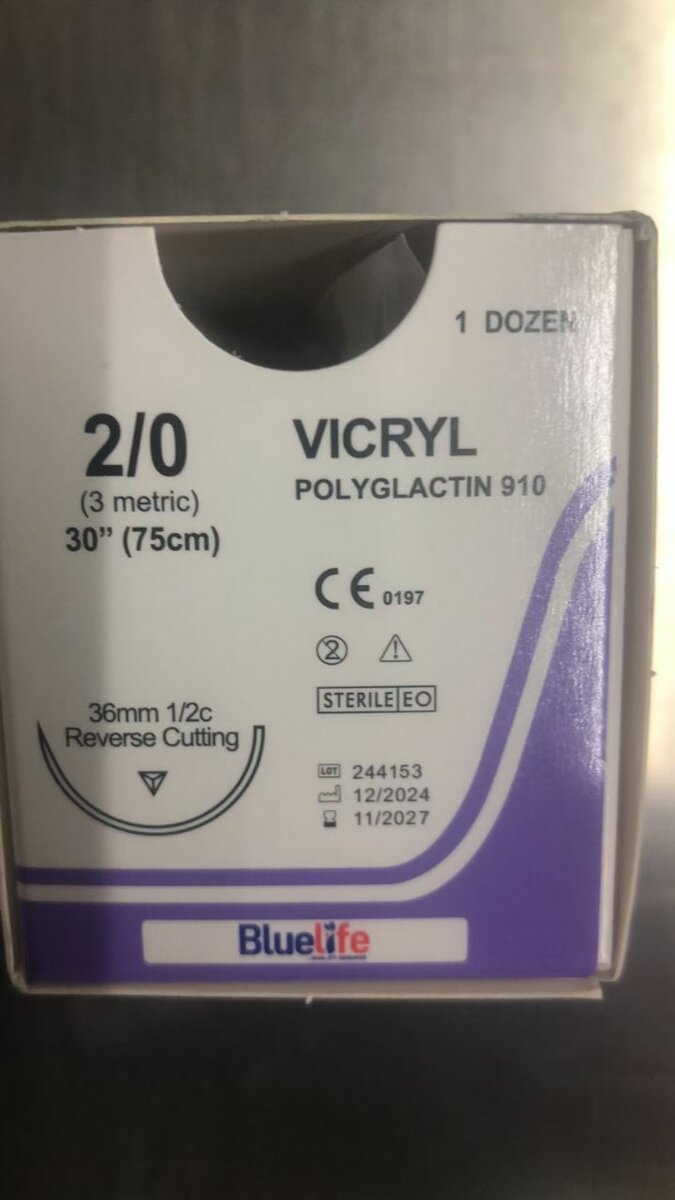 1 DOZEN
2/0
(3 metric)
30” (75cm)
VICRYL
POLYGLACTIN 910
CE 0197
2
STERILE EO
36mm 1/2c
Reverse Cutting
LOT 244153
12/2024
11/2027
Bluelife